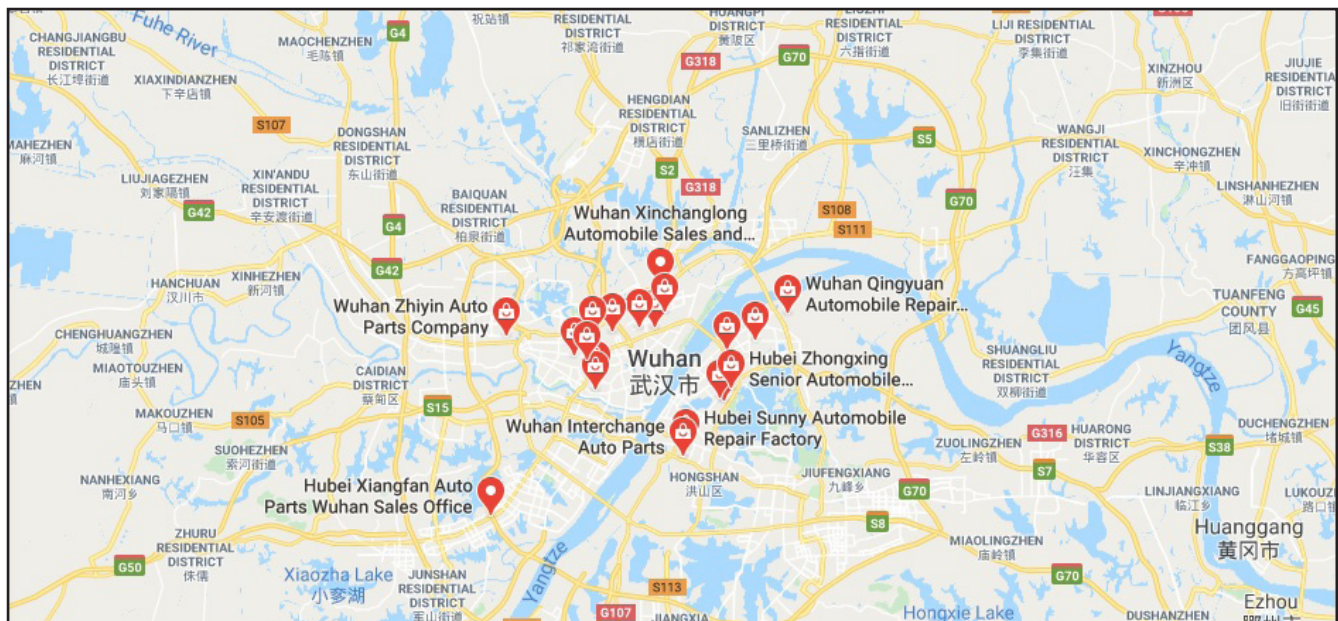 Fuhe River
CHANGJIANGBU
RESIDENTIAL
DISTRICT
长江埠街道
MAOCHENZHEN
毛陈镇
XIAXINDIANZHEN
下辛店镇
祝站镇
G4
RESIDENTIAL
DISTRICT
祁家湾街道
HUANGPI
DISTRICT
黄陂区
RESIDENTIAL
DISTRICT
六指街道
LIJI RESIDENTIAL
DISTRICT
李集街道
G318
G70
XINZHOU
新洲区
JIUJIE
RESIDENTIA
DISTRICT
旧街街道
HENGDIAN
RESIDENTIAL
DISTRICT
横店街道
S107
DONGSHAN
RESIDENTIAL
DISTRICT
东山街道
SANLIZHEN
三里桥街道
S5
WANGJI
RESIDENTIAL
DISTRICT
汪集
MAHEZHEN
麻河镇
XINCHONGZHEN
辛冲镇
LIUJIAGEZHEN
刘家隔镇
XIN'ANDU
RESIDENTIAL
DISTRICT
辛安渡街道
S2
G318
LINSHANHEZHEN
淋山河镇
BAIQUAN
RESIDENTIAL
DISTRICT
柏泉街道
G42
G4
G70
Wuhan Xinchanglong
Automobile Sales and...
S108
S111
G42
FANGGAOPING
方高坪镇
HANCHUAN
汉川市
XINHEZHEN
新河镇
Wuhan Zhiyin Auto
Parts Company
Wuhan Qingyuan
Automobile Repair...
TUANFENG
COUNTY
团风县
G45
CHENGHUANGZHEN
城隍镇
MIAOTOUZHEN
庙头镇
ZHEN
镇
CAIDIAN
DISTRICT
蔡甸区
Wuhan
武汉市
Hubei Zhongxing
Senior Automobile...
SHUANGLIU
RESIDENTIAL
DISTRICT
双柳街道
Yangtze
MAKOUZHEN
马口镇
S105
S15
Wuhan Interchange
Auto Parts
Hubei Sunny Automobile
Repair Factory
G316
HUARONG
DISTRICT
华容区
DUCHENGZHEN
堵城镇
SUOHEZHEN
索河街道
ZUOLINGZHEN
左岭镇
S38
S7
NANHEXIANG
南河乡
Hubei Xiangfan Auto
Parts Wuhan Sales Office
HONGSHAN
洪山区
JIUFENGXIANG
九峰乡
G70
LINJIANGXIANG
临江乡
LUKOUZ
路口镇
ZHURU
RESIDENTIAL
DISTRICT
侏儒
S8
MIAOLINGZHEN
庙岭镇
Huanggang
黄冈市
G50
Xiaozha Lake
小奓湖
JUNSHAN
RESIDENTIAL
DISTRICT
军山街道
Yangtze
S113
G107
JIANGXIA
G70
Hongxie Lake
DUSHANZHEN
Ezhou